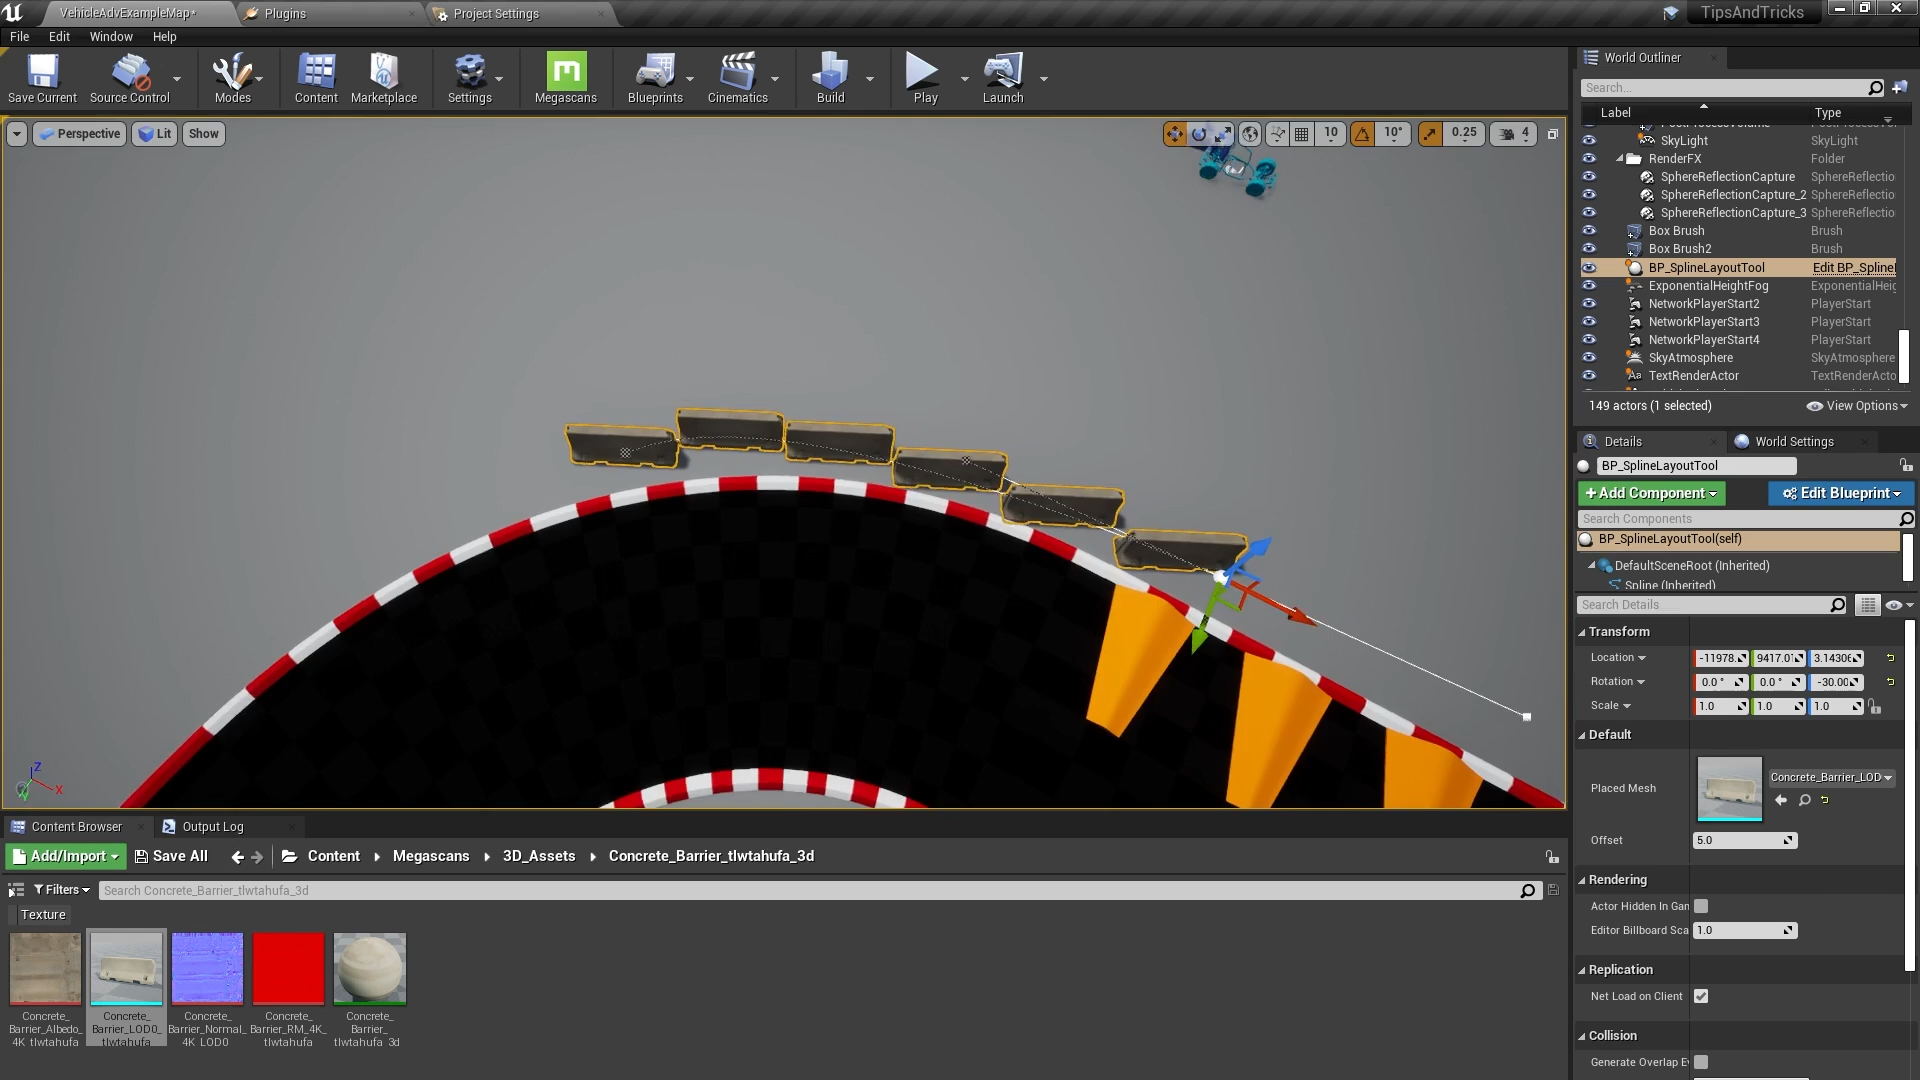 VehicleAdvExampleMap*
Plugins
Project Settings
TipsAndTricks
File Edit Window Help
Save Current
Source Control
Modes
Content
Marketplace
Settings
Megascans
Blueprints
Cinematics
Build
Play
Launch
Perspective Lit Show
10 10° 0.25 4
World Outliner
Search...
Label Type
SkyLight SkyLight
RenderFX Folder
SphereReflectionCapture SphereReflectio
SphereReflectionCapture_2 SphereReflectio
SphereReflectionCapture_3 SphereReflectio
Box Brush Brush
Box Brush2 Brush
BP_SplineLayoutTool Edit BP_Splinel
ExponentialHeightFog ExponentialHeig
NetworkPlayerStart2 PlayerStart
NetworkPlayerStart3 PlayerStart
NetworkPlayerStart4 PlayerStart
SkyAtmosphere SkyAtmosphere
TextRenderActor TextRenderActo
149 actors (1 selected) View Options
Details World Settings
BP_SplineLayoutTool
+Add Component Edit Blueprint
Search Components
BP_SplineLayoutTool(self)
DefaultSceneRoot (Inherited)
Spline (Inherited)
Search Details
Transform
Location -11978. 9417.01 3.14306
Rotation 0.0 ° 0.0 ° -30.00
Scale 1.0 1.0 1.0
Default
Placed Mesh Concrete_Barrier_LOD
Offset 5.0
Rendering
Actor Hidden In Gan
Editor Billboard Sca 1.0
Replication
Net Load on Client
Collision
Generate Overlap E
Z
X
Y
Content Browser Output Log
Add/Import Save All Content Megascans 3D_Assets Concrete_Barrier_tlwtahufa_3d
Filters Search Concrete_Barrier_tlwtahufa_3d
Texture
Concrete_
Barrier_Albedo_
4K_tlwtahufa
Concrete_
Barrier_LOD0_
tlwtahufa
Concrete_
Barrier_Normal_
4K_LOD0
Concrete_
Barrier_RM_4K_
tlwtahufa
Concrete_
Barrier_
tlwtahufa_3d